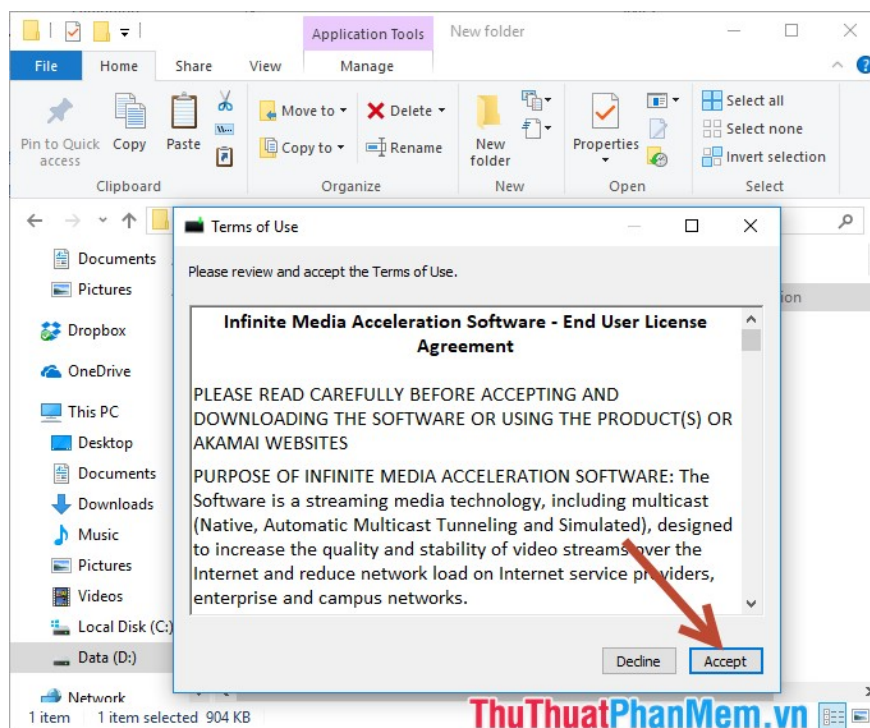 Application Tools
New folder
File
Home
Share
View
Manage
Pin to Quick access
Copy
Paste
Move to
Copy to
Delete
Rename
New folder
Properties
Select all
Select none
Invert selection
Clipboard
Organize
New
Open
Select
Documents
Pictures
Dropbox
OneDrive
This PC
Desktop
Documents
Downloads
Music
Pictures
Videos
Local Disk (C:)
Data (D:)
Network
Terms of Use
Please review and accept the Terms of Use.
Infinite Media Acceleration Software - End User License
Agreement
PLEASE READ CAREFULLY BEFORE ACCEPTING AND
DOWNLOADING THE SOFTWARE OR USING THE PRODUCT(S) OR
AKAMAI WEBSITES
PURPOSE OF INFINITE MEDIA ACCELERATION SOFTWARE: The
Software is a streaming media technology, including multicast
(Native, Automatic Multicast Tunneling and Simulated), designed
to increase the quality and stability of video streams over the
Internet and reduce network load on Internet service providers,
enterprise and campus networks.
Decline
Accept
1 item
1 item selected 904 KB
ThuThuatPhanMem.vn